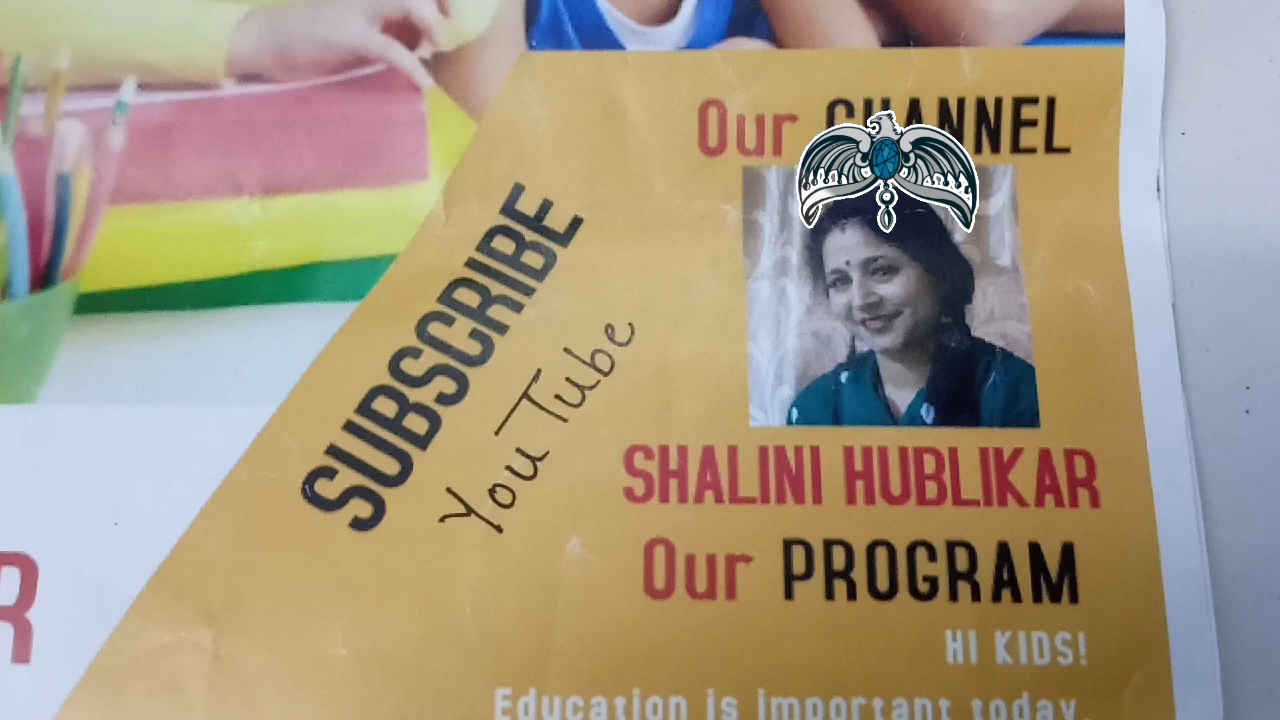 Our CHANNEL
SUBSCRIBE
YouTube
SHALINI HUBLIKAR
Our PROGRAM
HI KIDS!
Education is important today,
R